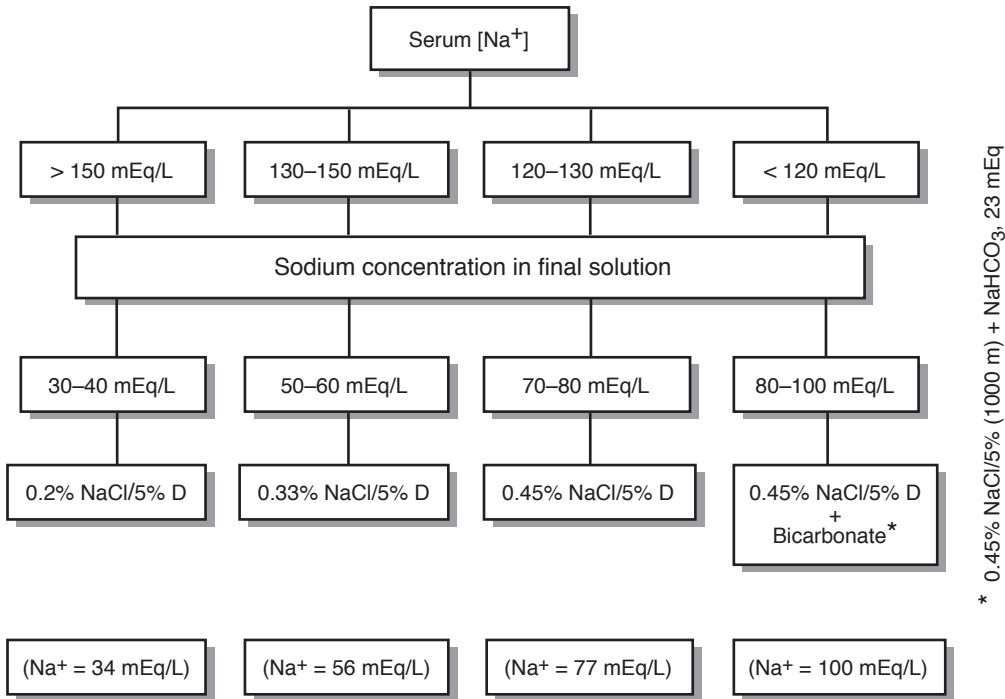 Serum [Na⁺]
> 150 mEq/L
130–150 mEq/L
120–130 mEq/L
< 120 mEq/L
Sodium concentration in final solution
30–40 mEq/L
50–60 mEq/L
70–80 mEq/L
80–100 mEq/L
0.2% NaCl/5% D
0.33% NaCl/5% D
0.45% NaCl/5% D
0.45% NaCl/5% D
+
Bicarbonate*
(Na⁺ = 34 mEq/L)
(Na⁺ = 56 mEq/L)
(Na⁺ = 77 mEq/L)
(Na⁺ = 100 mEq/L)
* 0.45% NaCl/5% (1000 m) + NaHCO₃, 23 mEq